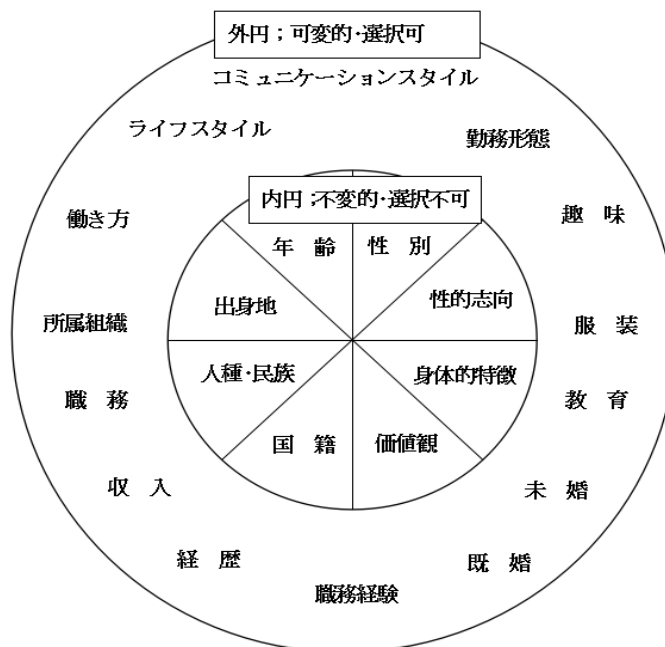 外円；可変的・選択可
コミュニケーションスタイル
ライフスタイル
勤務形態
内円；不変的・選択不可
働き方
趣　味
年　齢
性　別
出身地
性的志向
所属組織
服　装
人種・民族
身体的特徴
職　務
教　育
国　籍
価値観
収　入
未　婚
経　歴
既　婚
職務経験